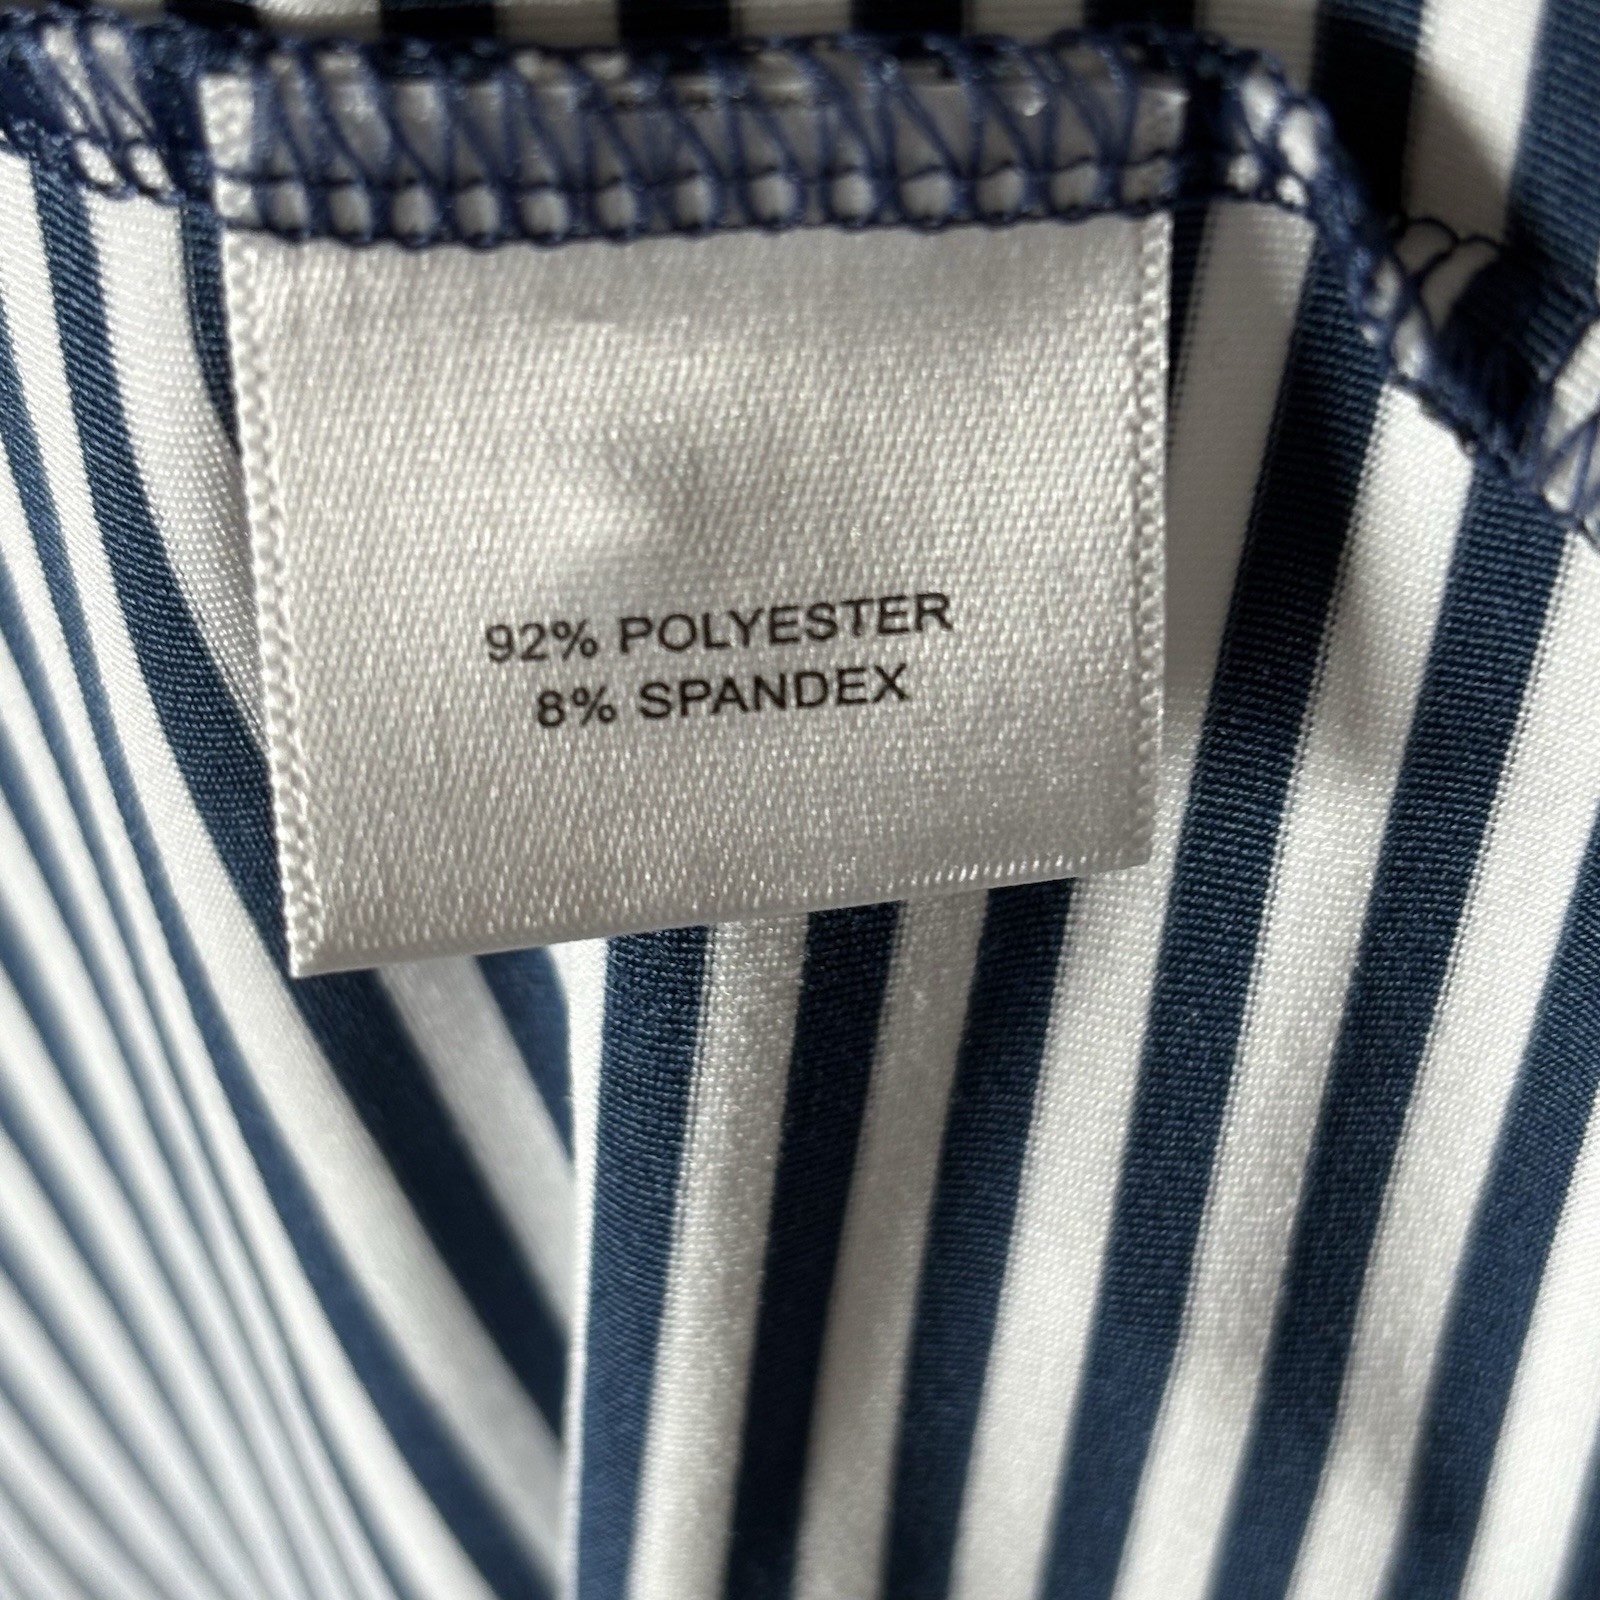 92% POLYESTER
8% SPANDEX